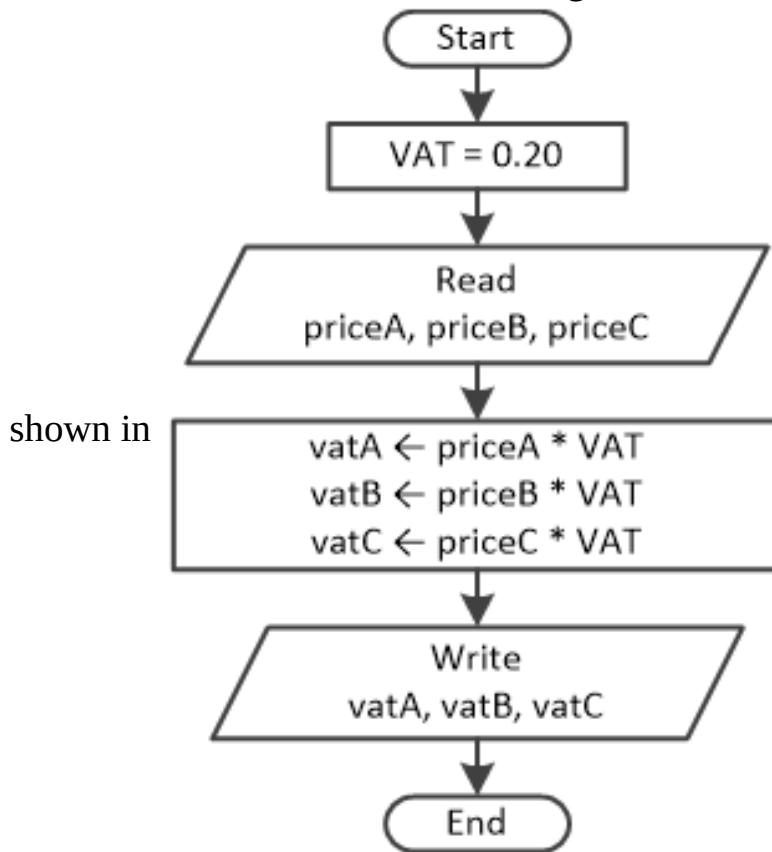 Start
VAT = 0.20
Read
priceA, priceB, priceC
shown in
vatA ← priceA * VAT
vatB ← priceB * VAT
vatC ← priceC * VAT
Write
vatA, vatB, vatC
End